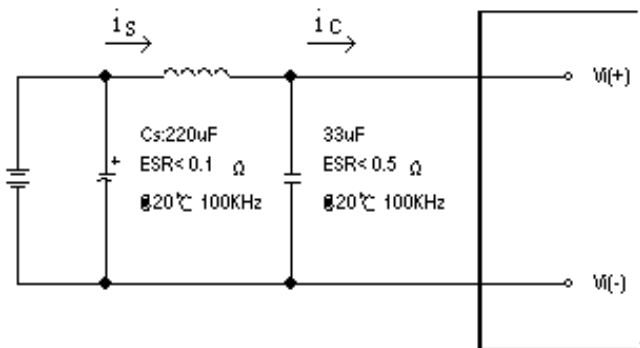 iS
iC
Vi(+)
Cs:220uF
ESR<0.1 Ω
@20℃ 100KHz
33uF
ESR<0.5 Ω
@20℃ 100KHz
+
Vi(-)